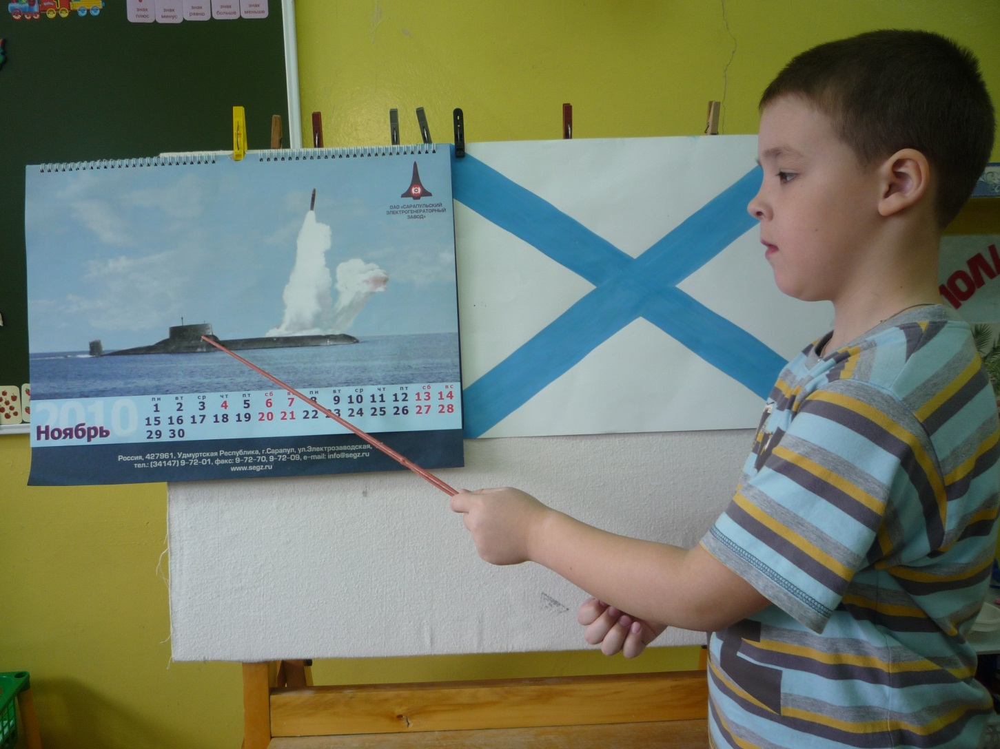 знак плюс
знак минус
знак равно
знак больше
знак меньше
ОАО «САРАПУЛЬСКИЙ
ЭЛЕКТРОГЕНЕРАТОРНЫЙ
ЗАВОД»
2010
Ноябрь
пн вт ср чт пт сб вс пн вт ср чт пт сб вс
1 2 3 4 5 6 7 8 9 10 11 12 13 14
15 16 17 18 19 20 21 22 23 24 25 26 27 28
29 30
Россия, 427961, Удмуртская Республика, г.Сарапул, ул.Электрозаводская,
тел.: (34147) 9-72-01, факс: 9-72-70, 9-72-09, e-mail: info@segz.ru
www.segz.ru